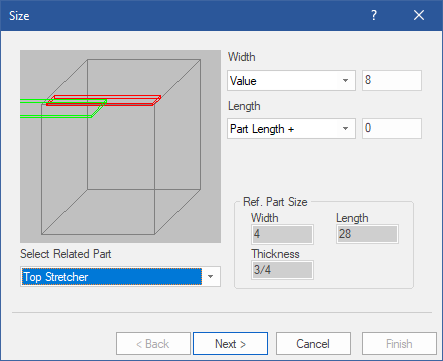 Size
?
Width
Value 8
Length
Part Length + 0
Ref. Part Size
Width Length
4 28
Thickness
3/4
Select Related Part
Top Stretcher
< Back Next > Cancel Finish